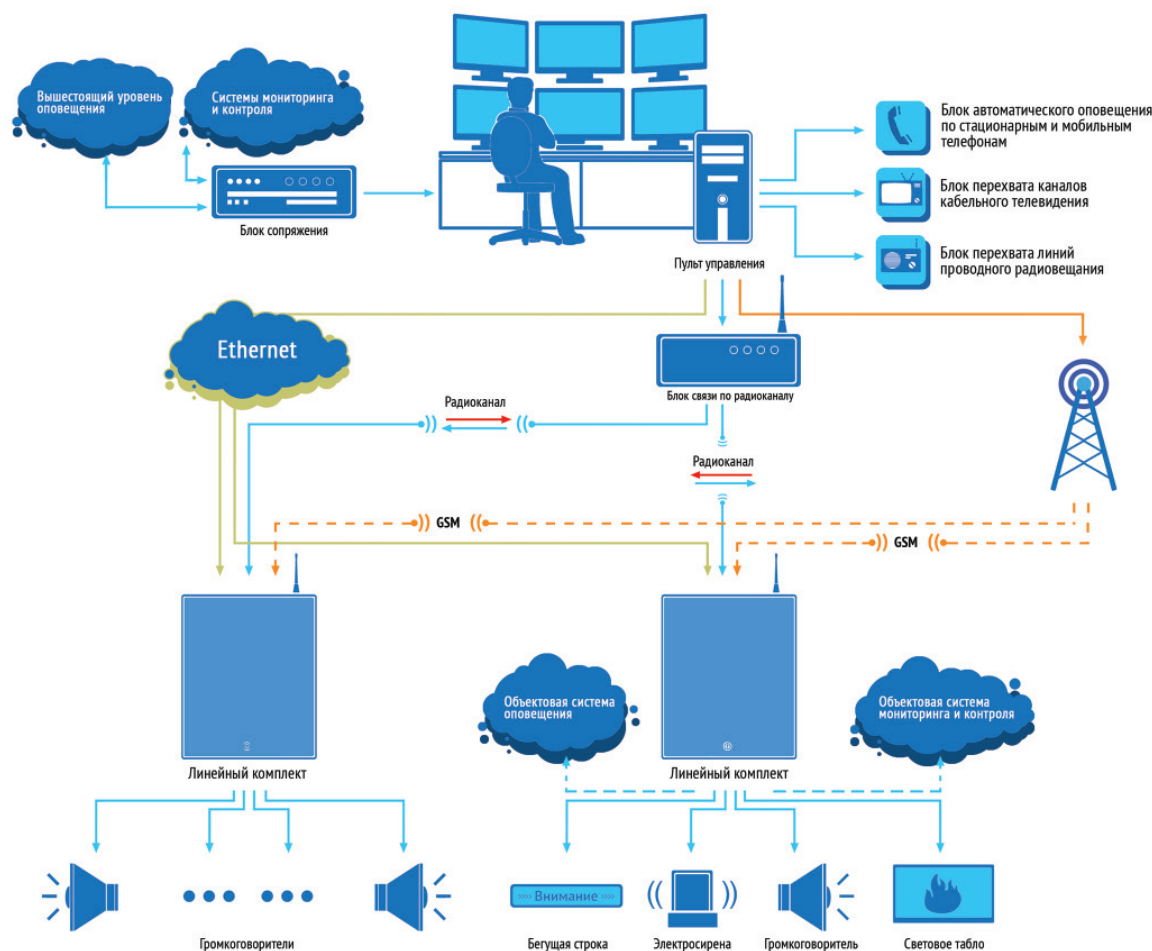 Вышестоящий уровень
оповещения
Системы мониторинга
и контроля
Блок сопряжения
Пульт управления
Блок автоматического оповещения
по стационарным и мобильным
телефонам
Блок перехвата каналов
кабельного телевидения
Блок перехвата линий
проводного радиовещания
Ethernet
Блок связи по радиоканалу
Радиоканал
Радиоканал
GSM
GSM
Линейный комплект
Объектовая система
оповещения
Линейный комплект
Объектовая система
мониторинга и контроля
Громкоговорители
>>>> Внимание >>>>
Бегущая строка
Электросирена
Громкоговоритель
Световое табло